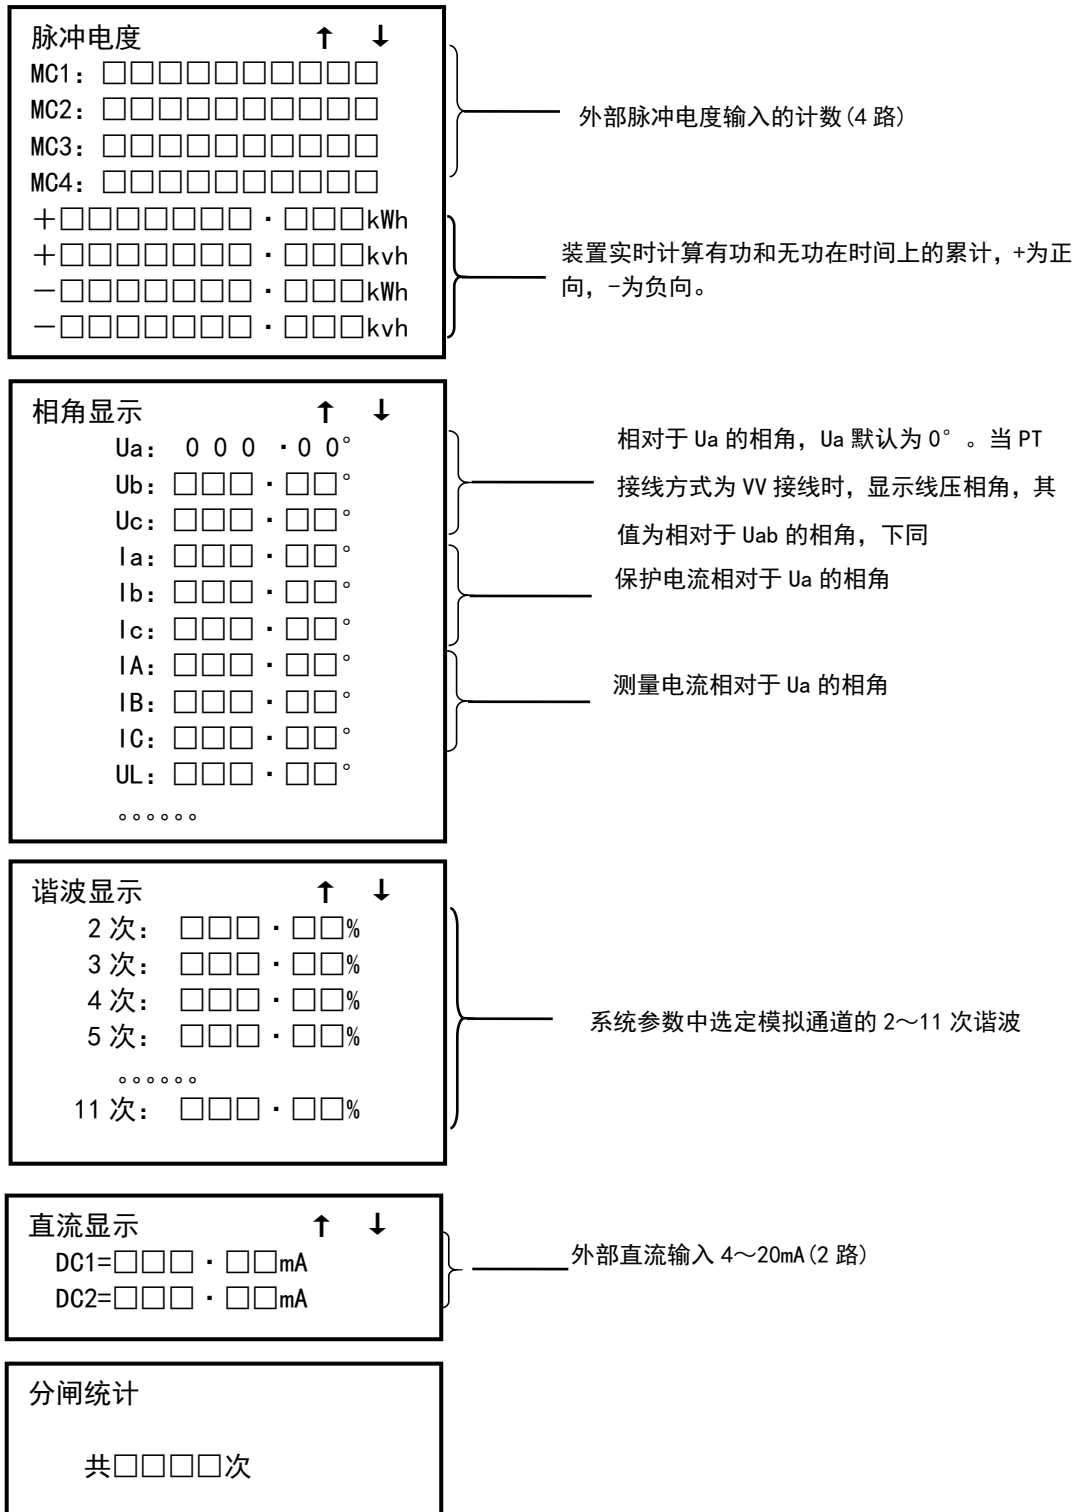 脉冲电度 ↑ ↓
MC1：□□□□□□□□□□
MC2：□□□□□□□□□□
MC3：□□□□□□□□□□
MC4：□□□□□□□□□□
外部脉冲电度输入的计数(4 路)
＋□□□□□□□·□□□kWh
＋□□□□□□□·□□□kvh
－□□□□□□□·□□□kWh
－□□□□□□□·□□□kvh
装置实时计算有功和无功在时间上的累计，+为正
向，-为负向。
相角显示 ↑ ↓
Ua： 0 0 0 ·0 0°
Ub：□□□·□□°
Uc：□□□·□□°
相对于 Ua 的相角，Ua 默认为 0°。当 PT
接线方式为 VV 接线时，显示线压相角，其
值为相对于 Uab 的相角，下同
Ia：□□□·□□°
Ib：□□□·□□°
Ic：□□□·□□°
保护电流相对于 Ua 的相角
IA：□□□·□□°
IB：□□□·□□°
IC：□□□·□□°
测量电流相对于 Ua 的相角
UL：□□□·□□°
。。。。。。
谐波显示 ↑ ↓
2 次： □□□·□□%
3 次： □□□·□□%
4 次： □□□·□□%
5 次： □□□·□□%
。。。。。。
11 次： □□□·□□%
系统参数中选定模拟通道的 2～11 次谐波
直流显示 ↑ ↓
DC1=□□□·□□mA
DC2=□□□·□□mA
外部直流输入 4～20mA(2 路)
分闸统计
共□□□□次